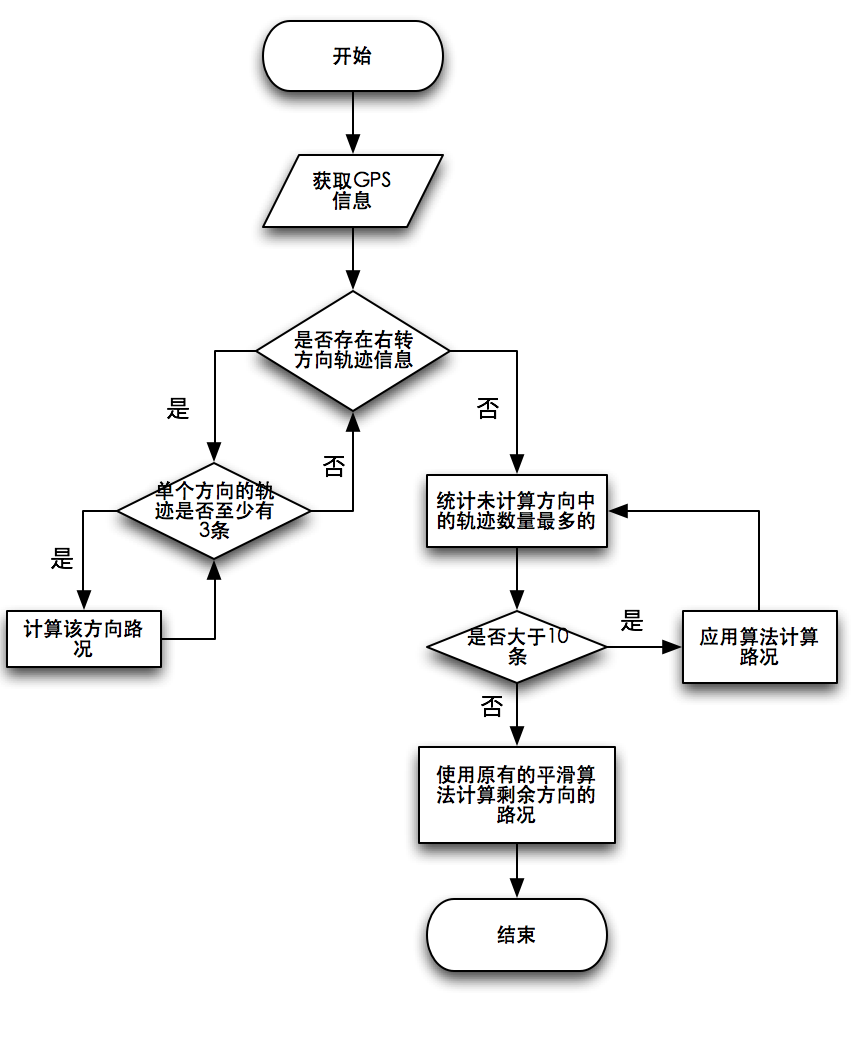 开始
获取GPS
信息
是否存在右转
方向轨迹信息
是
否
否
单个方向的轨
迹是否至少有
3条
统计未计算方向中
的轨迹数量最多的
是
计算该方向路
况
是否大于10
条
是
应用算法计算
路况
否
使用原有的平滑算
法计算剩余方向的
路况
结束